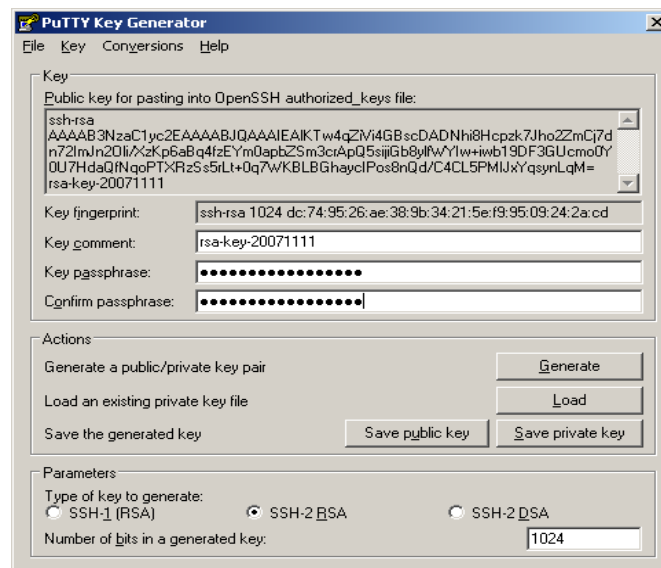 PuTTY Key Generator
File Key Conversions Help
Key
Public key for pasting into OpenSSH authorized_keys file:
ssh-rsa
AAAAB3NzaC1yc2EAAAABJQAAAIEAlKTw4qZiVi4GBscDADNhi8Hcpzk7Jho2ZmCj7d
n72ImJn2Oli/XzKp6aBq4fzEYm0apbZSm3crApQ5sijiGb8ylfWYlw+iwb19DF3GUcmo0Y
0U7HdaQfNqoPTXRzSs5rLt+0q7WKBLBGhayclPos8nQd/C4CL5PMIJxYqsynLqM=
rsa-key-20071111
Key fingerprint: ssh-rsa 1024 dc:74:95:26:ae:38:9b:34:21:5e:f9:95:09:24:2a:cd
Key comment: rsa-key-20071111
Key passphrase: ●●●●●●●●●●●●●●●●●
Confirm passphrase: ●●●●●●●●●●●●●●●●●
Actions
Generate a public/private key pair Generate
Load an existing private key file Load
Save the generated key Save public key Save private key
Parameters
Type of key to generate:
SSH-1 (RSA) SSH-2 RSA SSH-2 DSA
Number of bits in a generated key: 1024